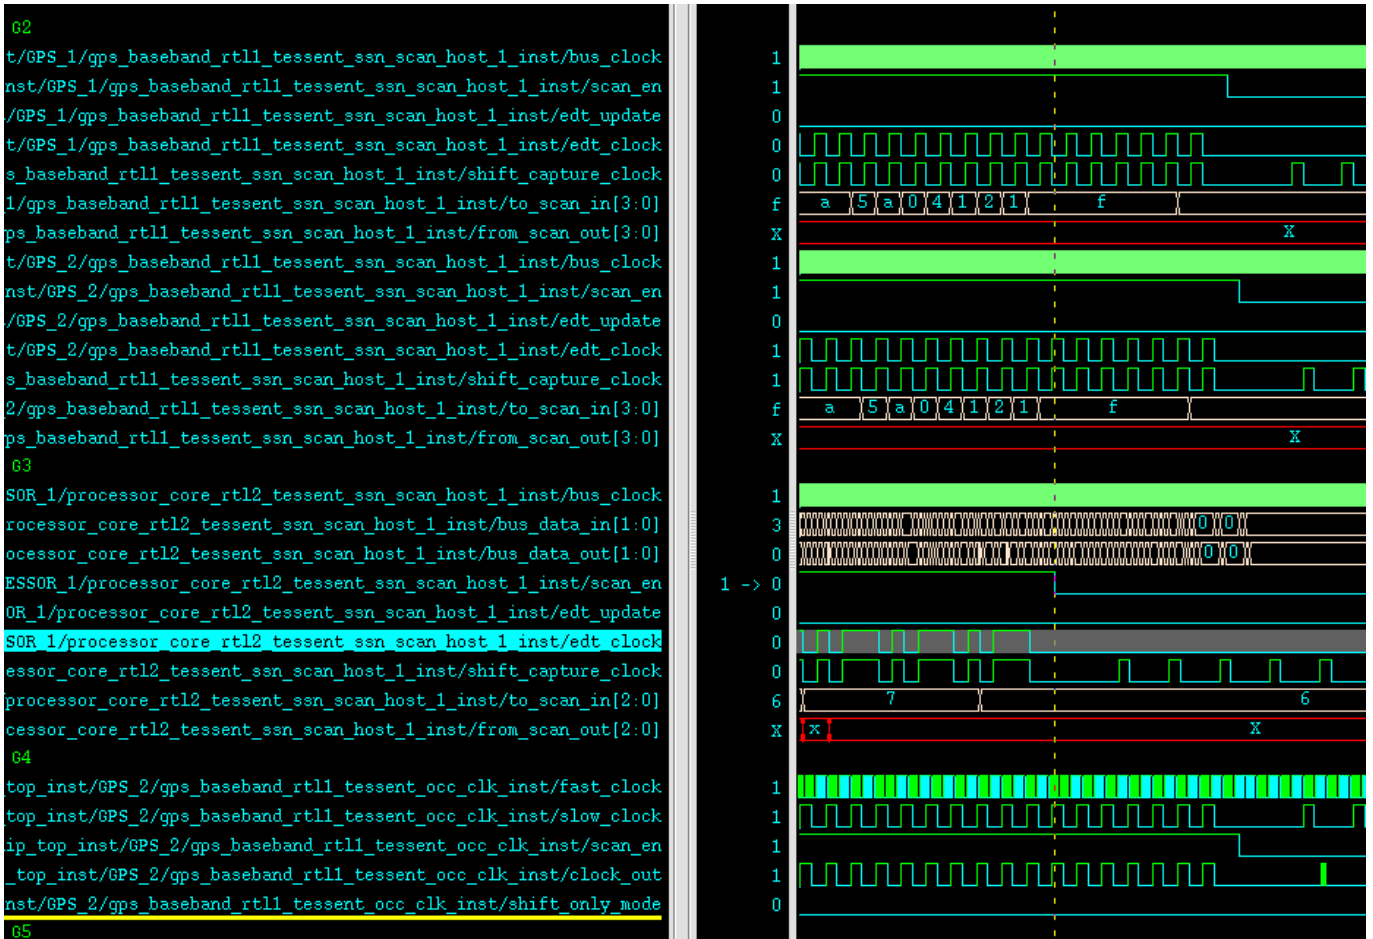 G2
t/GPS_1/gps_baseband_rtl1_tessent_ssn_scan_host_1_inst/bus_clock 1
nst/GPS_1/gps_baseband_rtl1_tessent_ssn_scan_host_1_inst/scan_en 1
/GPS_1/gps_baseband_rtl1_tessent_ssn_scan_host_1_inst/edt_update 0
t/GPS_1/gps_baseband_rtl1_tessent_ssn_scan_host_1_inst/edt_clock 0
s_baseband_rtl1_tessent_ssn_scan_host_1_inst/shift_capture_clock 0
1/gps_baseband_rtl1_tessent_ssn_scan_host_1_inst/to_scan_in[3:0] f a 5 a 0 4 1 2 1 f
ps_baseband_rtl1_tessent_ssn_scan_host_1_inst/from_scan_out[3:0] X X
t/GPS_2/gps_baseband_rtl1_tessent_ssn_scan_host_1_inst/bus_clock 1
nst/GPS_2/gps_baseband_rtl1_tessent_ssn_scan_host_1_inst/scan_en 1
/GPS_2/gps_baseband_rtl1_tessent_ssn_scan_host_1_inst/edt_update 0
t/GPS_2/gps_baseband_rtl1_tessent_ssn_scan_host_1_inst/edt_clock 1
s_baseband_rtl1_tessent_ssn_scan_host_1_inst/shift_capture_clock 1
2/gps_baseband_rtl1_tessent_ssn_scan_host_1_inst/to_scan_in[3:0] f a 5 a 0 4 1 2 1 f
ps_baseband_rtl1_tessent_ssn_scan_host_1_inst/from_scan_out[3:0] X X
G3
SOR_1/processor_core_rtl2_tessent_ssn_scan_host_1_inst/bus_clock 1
rocessor_core_rtl2_tessent_ssn_scan_host_1_inst/bus_data_in[1:0] 3 0 0
ocessor_core_rtl2_tessent_ssn_scan_host_1_inst/bus_data_out[1:0] 0 0 0
ESSOR_1/processor_core_rtl2_tessent_ssn_scan_host_1_inst/scan_en 1 -> 0
OR_1/processor_core_rtl2_tessent_ssn_scan_host_1_inst/edt_update 0
SOR_1/processor_core_rtl2_tessent_ssn_scan_host_1_inst/edt_clock 0
essor_core_rtl2_tessent_ssn_scan_host_1_inst/shift_capture_clock 0
processor_core_rtl2_tessent_ssn_scan_host_1_inst/to_scan_in[2:0] 6 7 6
cessor_core_rtl2_tessent_ssn_scan_host_1_inst/from_scan_out[2:0] X X X
G4
top_inst/GPS_2/gps_baseband_rtl1_tessent_occ_clk_inst/fast_clock 1
top_inst/GPS_2/gps_baseband_rtl1_tessent_occ_clk_inst/slow_clock 1
ip_top_inst/GPS_2/gps_baseband_rtl1_tessent_occ_clk_inst/scan_en 1
_top_inst/GPS_2/gps_baseband_rtl1_tessent_occ_clk_inst/clock_out 1
nst/GPS_2/gps_baseband_rtl1_tessent_occ_clk_inst/shift_only_mode 0
G5